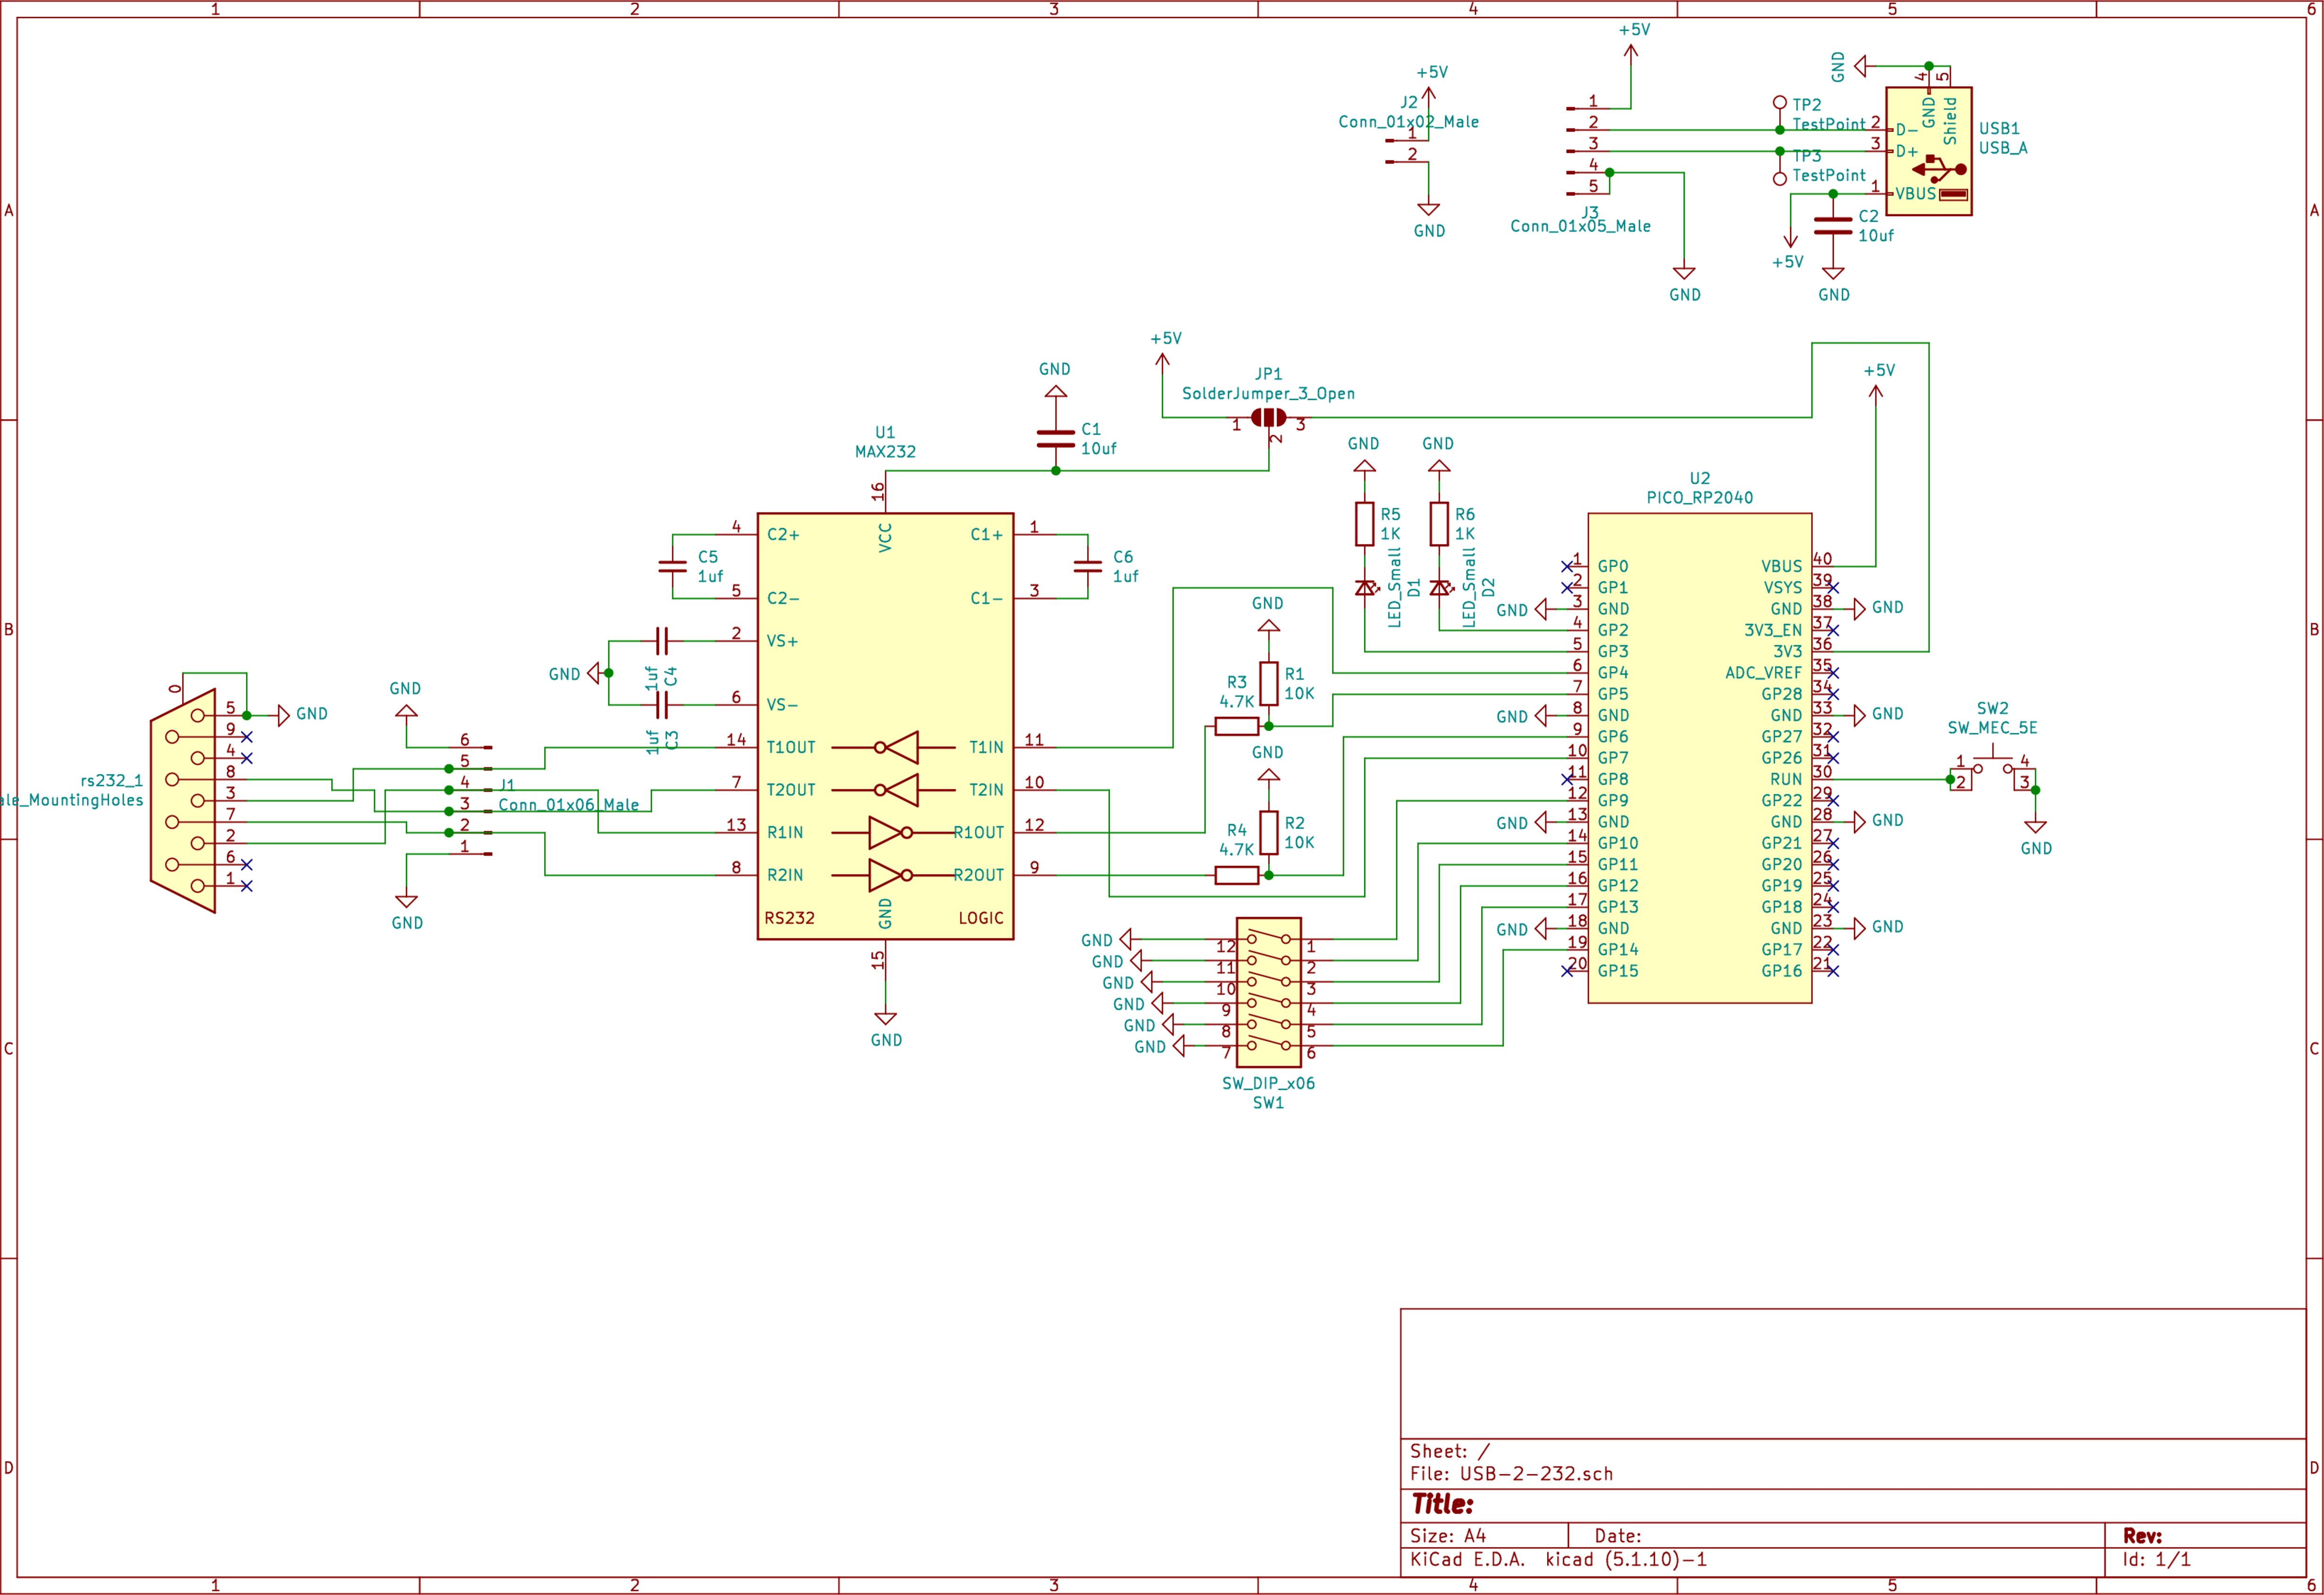 1 2 3 4 5 6
A
B
C
D
+5V
+5V
J2
Conn_01x02_Male
1
2
GND
1
2
3
4
5
J3
Conn_01x05_Male
GND
TP2
TestPoint
TP3
TestPoint
GND
4
5
GND
Shield
2 D-
3 D+
1 VBUS
USB1
USB_A
C2
10uf
+5V
GND
+5V
JP1
SolderJumper_3_Open
1
2
3
GND
C1
10uf
U1
MAX232
16
VCC
4 C2+
5 C2-
2 VS+
6 VS-
14 T1OUT
7 T2OUT
13 R1IN
8 R2IN
C1+ 1
C1- 3
T1IN 11
T2IN 10
R1OUT 12
R2OUT 9
RS232
LOGIC
GND
15
GND
C5
1uf
C6
1uf
GND
1uf
C4
1uf
C3
0
5
9
4
8
3
7
2
6
1
GND
rs232_1
ale_MountingHoles
GND
6
5
4
3
2
1
J1
Conn_01x06_Male
GND
GND
R5
1K
LED_Small
D1
GND
R6
1K
LED_Small
D2
GND
R1
10K
R3
4.7K
GND
R2
10K
R4
4.7K
U2
PICO_RP2040
1 GP0
2 GP1
GND 3 GND
4 GP2
5 GP3
6 GP4
7 GP5
GND 8 GND
9 GP6
10 GP7
11 GP8
12 GP9
GND 13 GND
14 GP10
15 GP11
16 GP12
17 GP13
GND 18 GND
19 GP14
20 GP15
+5V
VBUS 40
VSYS 39
GND 38 GND
3V3_EN 37
3V3 36
ADC_VREF 35
GP28 34
GND 33 GND
GP27 32
GP26 31
RUN 30
GP22 29
GND 28 GND
GP21 27
GP20 26
GP19 25
GP18 24
GND 23 GND
GP17 22
GP16 21
SW2
SW_MEC_5E
1 4
2 3
GND
GND 12 1
GND 11 2
GND 10 3
GND 9 4
GND 8 5
GND 7 6
SW_DIP_x06
SW1
Sheet: /
File: USB-2-232.sch
Title:
Size: A4 Date: Rev:
KiCad E.D.A. kicad (5.1.10)-1 Id: 1/1
A
B
C
D
1 2 3 4 5 6